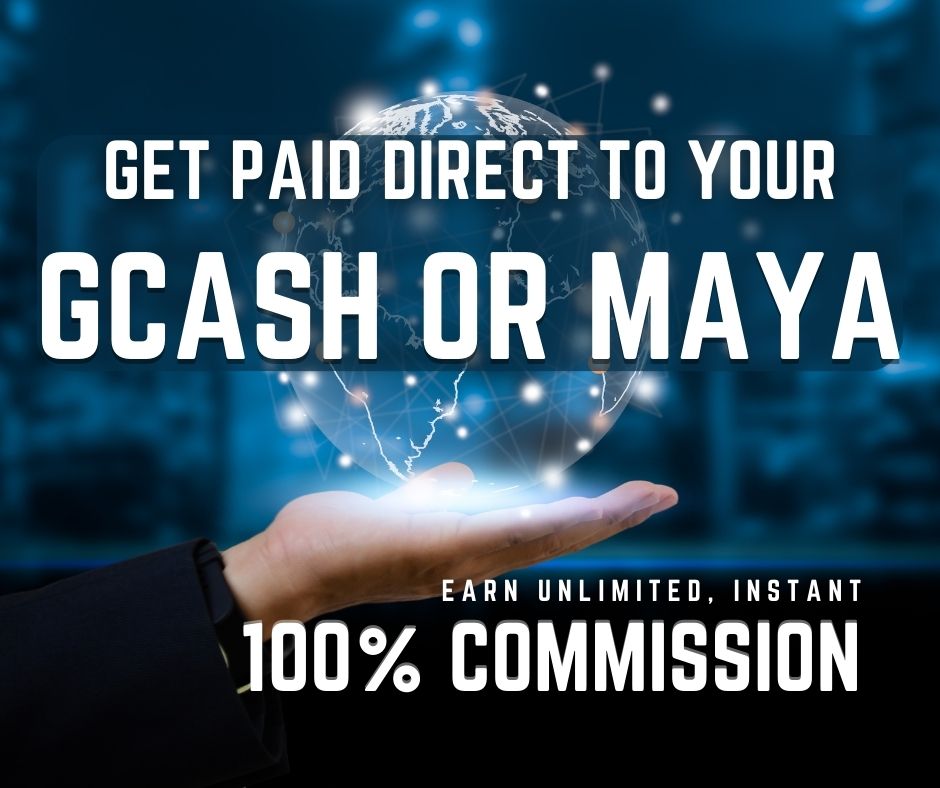 GET PAID DIRECT TO YOUR
GCASH OR MAYA
EARN UNLIMITED, INSTANT
100% COMMISSION